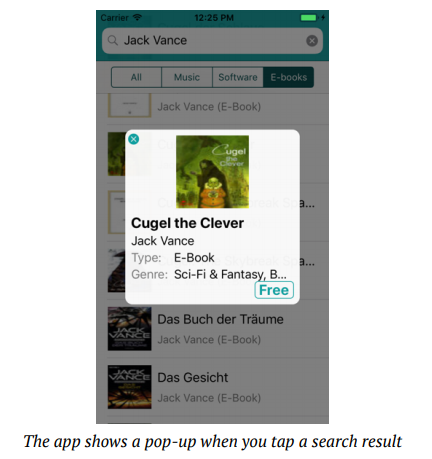 Carrier 12:25 PM
Jack Vance
All Music Software E-books
Jack Vance (E-Book)
Cugel
the Clever
Cugel the Clever
Jack Vance
Type: E-Book
Genre: Sci-Fi & Fantasy, B...
Free
Das Buch der Träume
Jack Vance (E-Book)
JACK
VANCE
Das Gesicht
Jack Vance (E-Book)
JACK
VANCE
The app shows a pop-up when you tap a search result